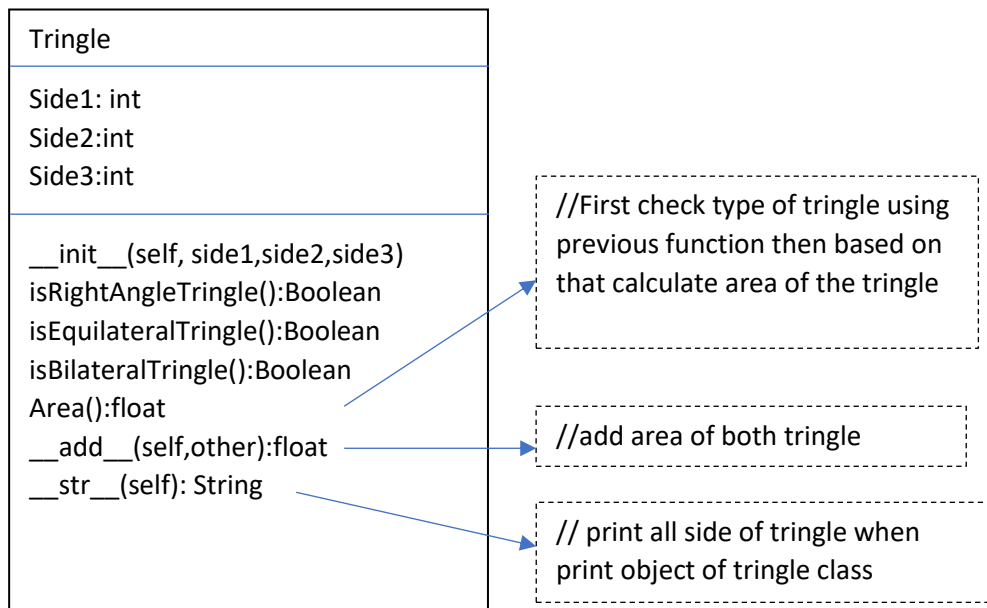 Tringle
Side1: int
Side2:int
Side3:int
__init__(self, side1,side2,side3)
isRightAngleTringle():Boolean
isEquilateralTringle():Boolean
isBilateralTringle():Boolean
Area():float
__add__(self,other):float
__str__(self): String
//First check type of tringle using
previous function then based on
that calculate area of the tringle
//add area of both tringle
// print all side of tringle when
print object of tringle class